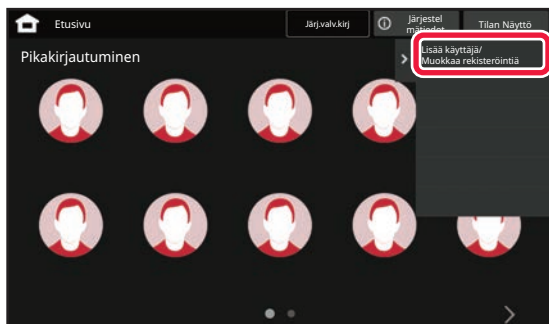 Etusivu
Järj.valv.kirj
Järjestel
mätiedot
Tilan Näyttö
Pikakirjautuminen
Lisää käyttäjä/
Muokkaa rekisteröintiä